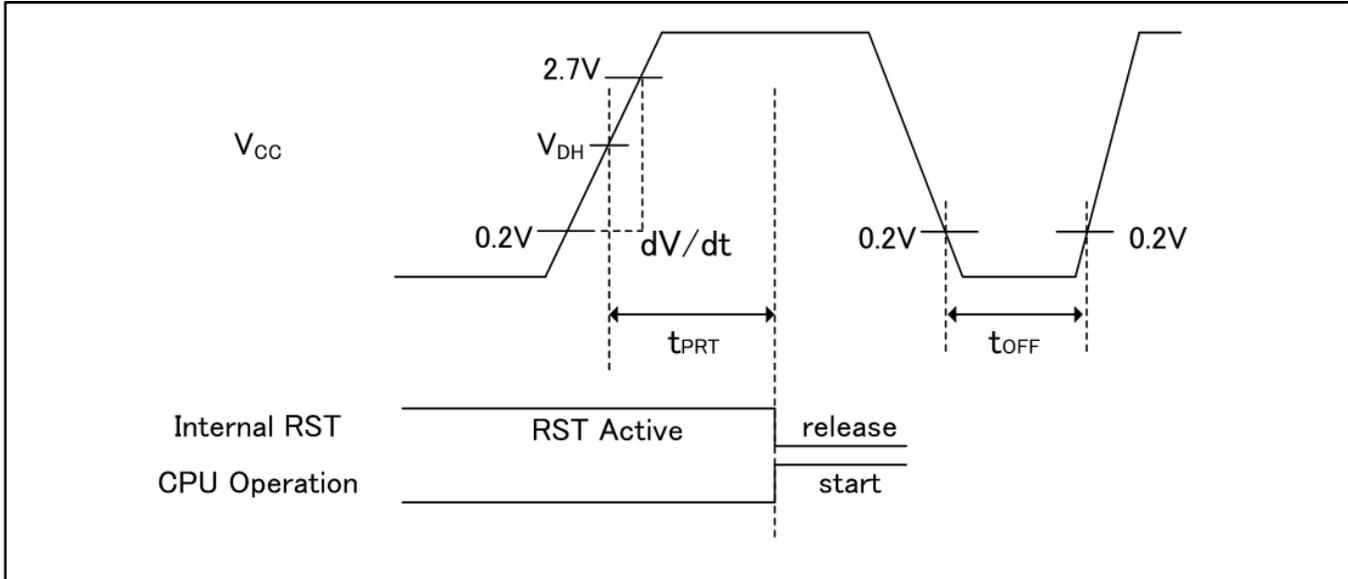 2.7V
VCC
VDH
0.2V
dV/dt
0.2V
0.2V
tPRT
tOFF
Internal RST
RST Active
release
CPU Operation
start